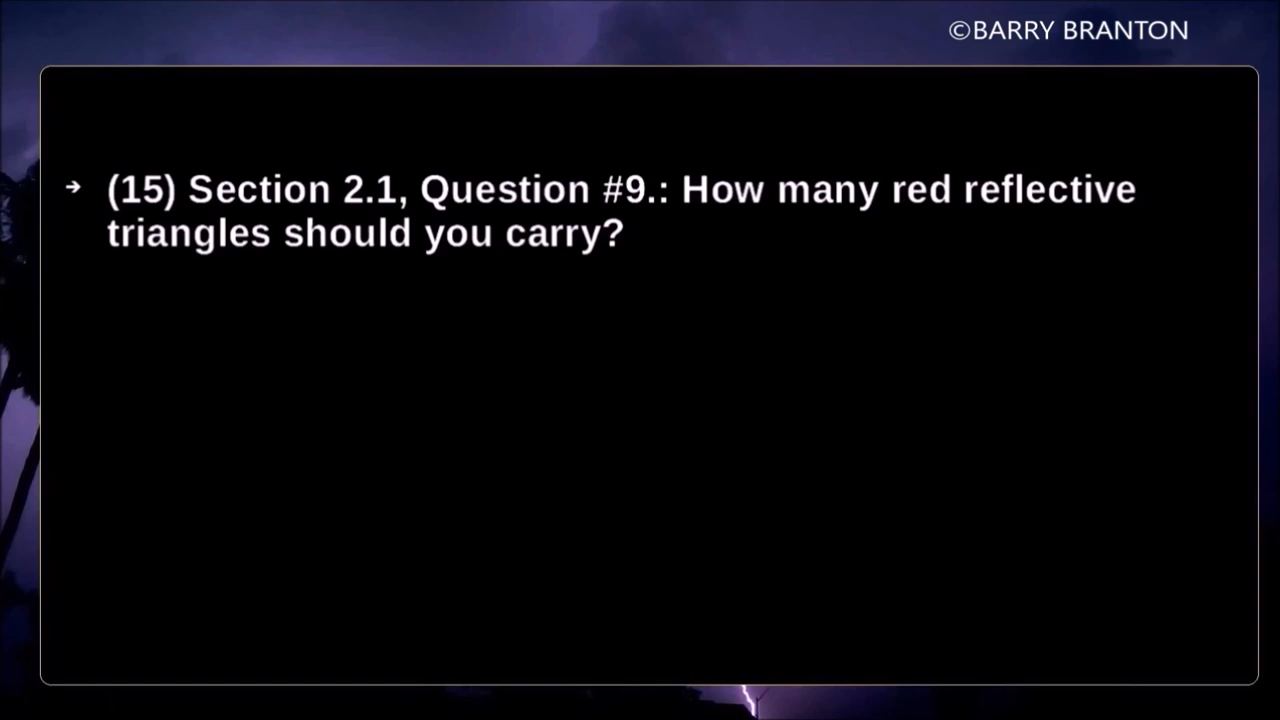 ©BARRY BRANTON
➔ (15) Section 2.1, Question #9.: How many red reflective
triangles should you carry?